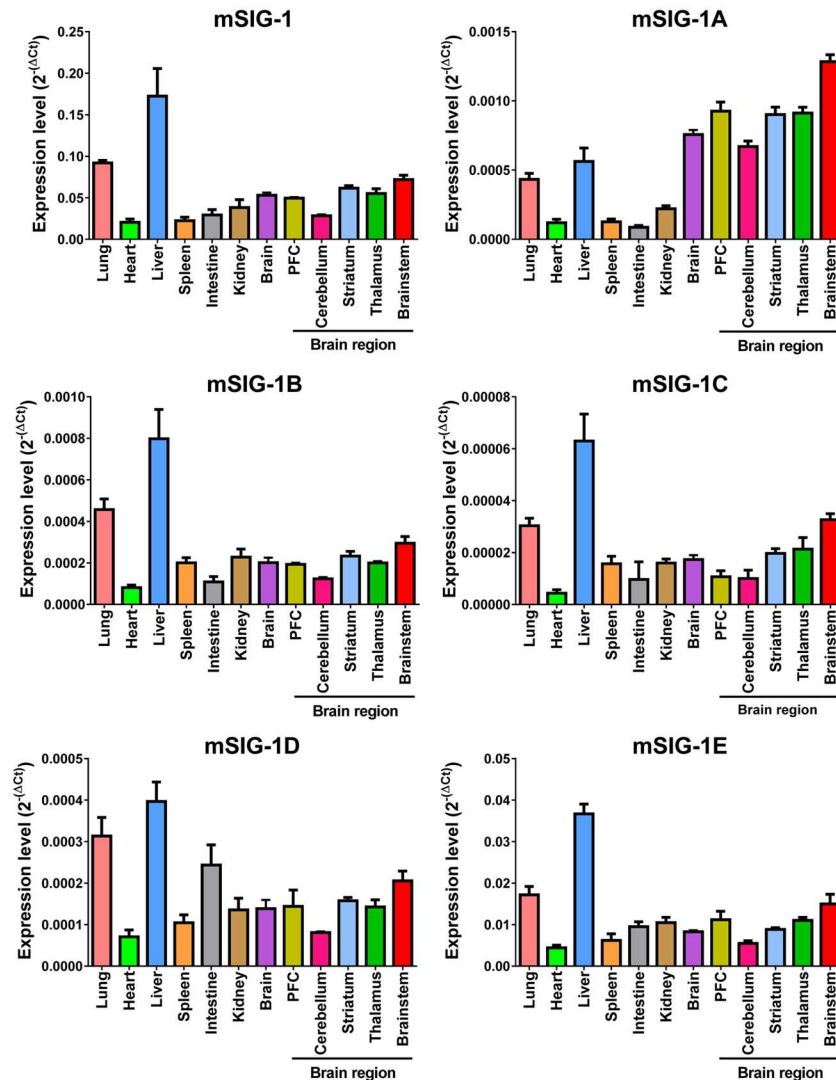 mSIG-1
Expression level (2^-(ΔCt))
0.25
0.20
0.15
0.10
0.05
0.00
Lung
Heart
Liver
Spleen
Intestine
Kidney
Brain
PFC
Cerebellum
Striatum
Thalamus
Brainstem
Brain region
mSIG-1A
Expression level (2^-(ΔCt))
0.0015
0.0010
0.0005
0.0000
Lung
Heart
Liver
Spleen
Intestine
Kidney
Brain
PFC
Cerebellum
Striatum
Thalamus
Brainstem
Brain region
mSIG-1B
Expression level (2^-(ΔCt))
0.0010
0.0008
0.0006
0.0004
0.0002
0.0000
Lung
Heart
Liver
Spleen
Intestine
Kidney
Brain
PFC
Cerebellum
Striatum
Thalamus
Brainstem
Brain region
mSIG-1C
Expression level (2^-(ΔCt))
0.00008
0.00006
0.00004
0.00002
0.00000
Lung
Heart
Liver
Spleen
Intestine
Kidney
Brain
PFC
Cerebellum
Striatum
Thalamus
Brainstem
Brain region
mSIG-1D
Expression level (2^-(ΔCt))
0.0005
0.0004
0.0003
0.0002
0.0001
0.0000
Lung
Heart
Liver
Spleen
Intestine
Kidney
Brain
PFC
Cerebellum
Striatum
Thalamus
Brainstem
Brain region
mSIG-1E
Expression level (2^-(ΔCt))
0.05
0.04
0.03
0.02
0.01
0.00
Lung
Heart
Liver
Spleen
Intestine
Kidney
Brain
PFC
Cerebellum
Striatum
Thalamus
Brainstem
Brain region